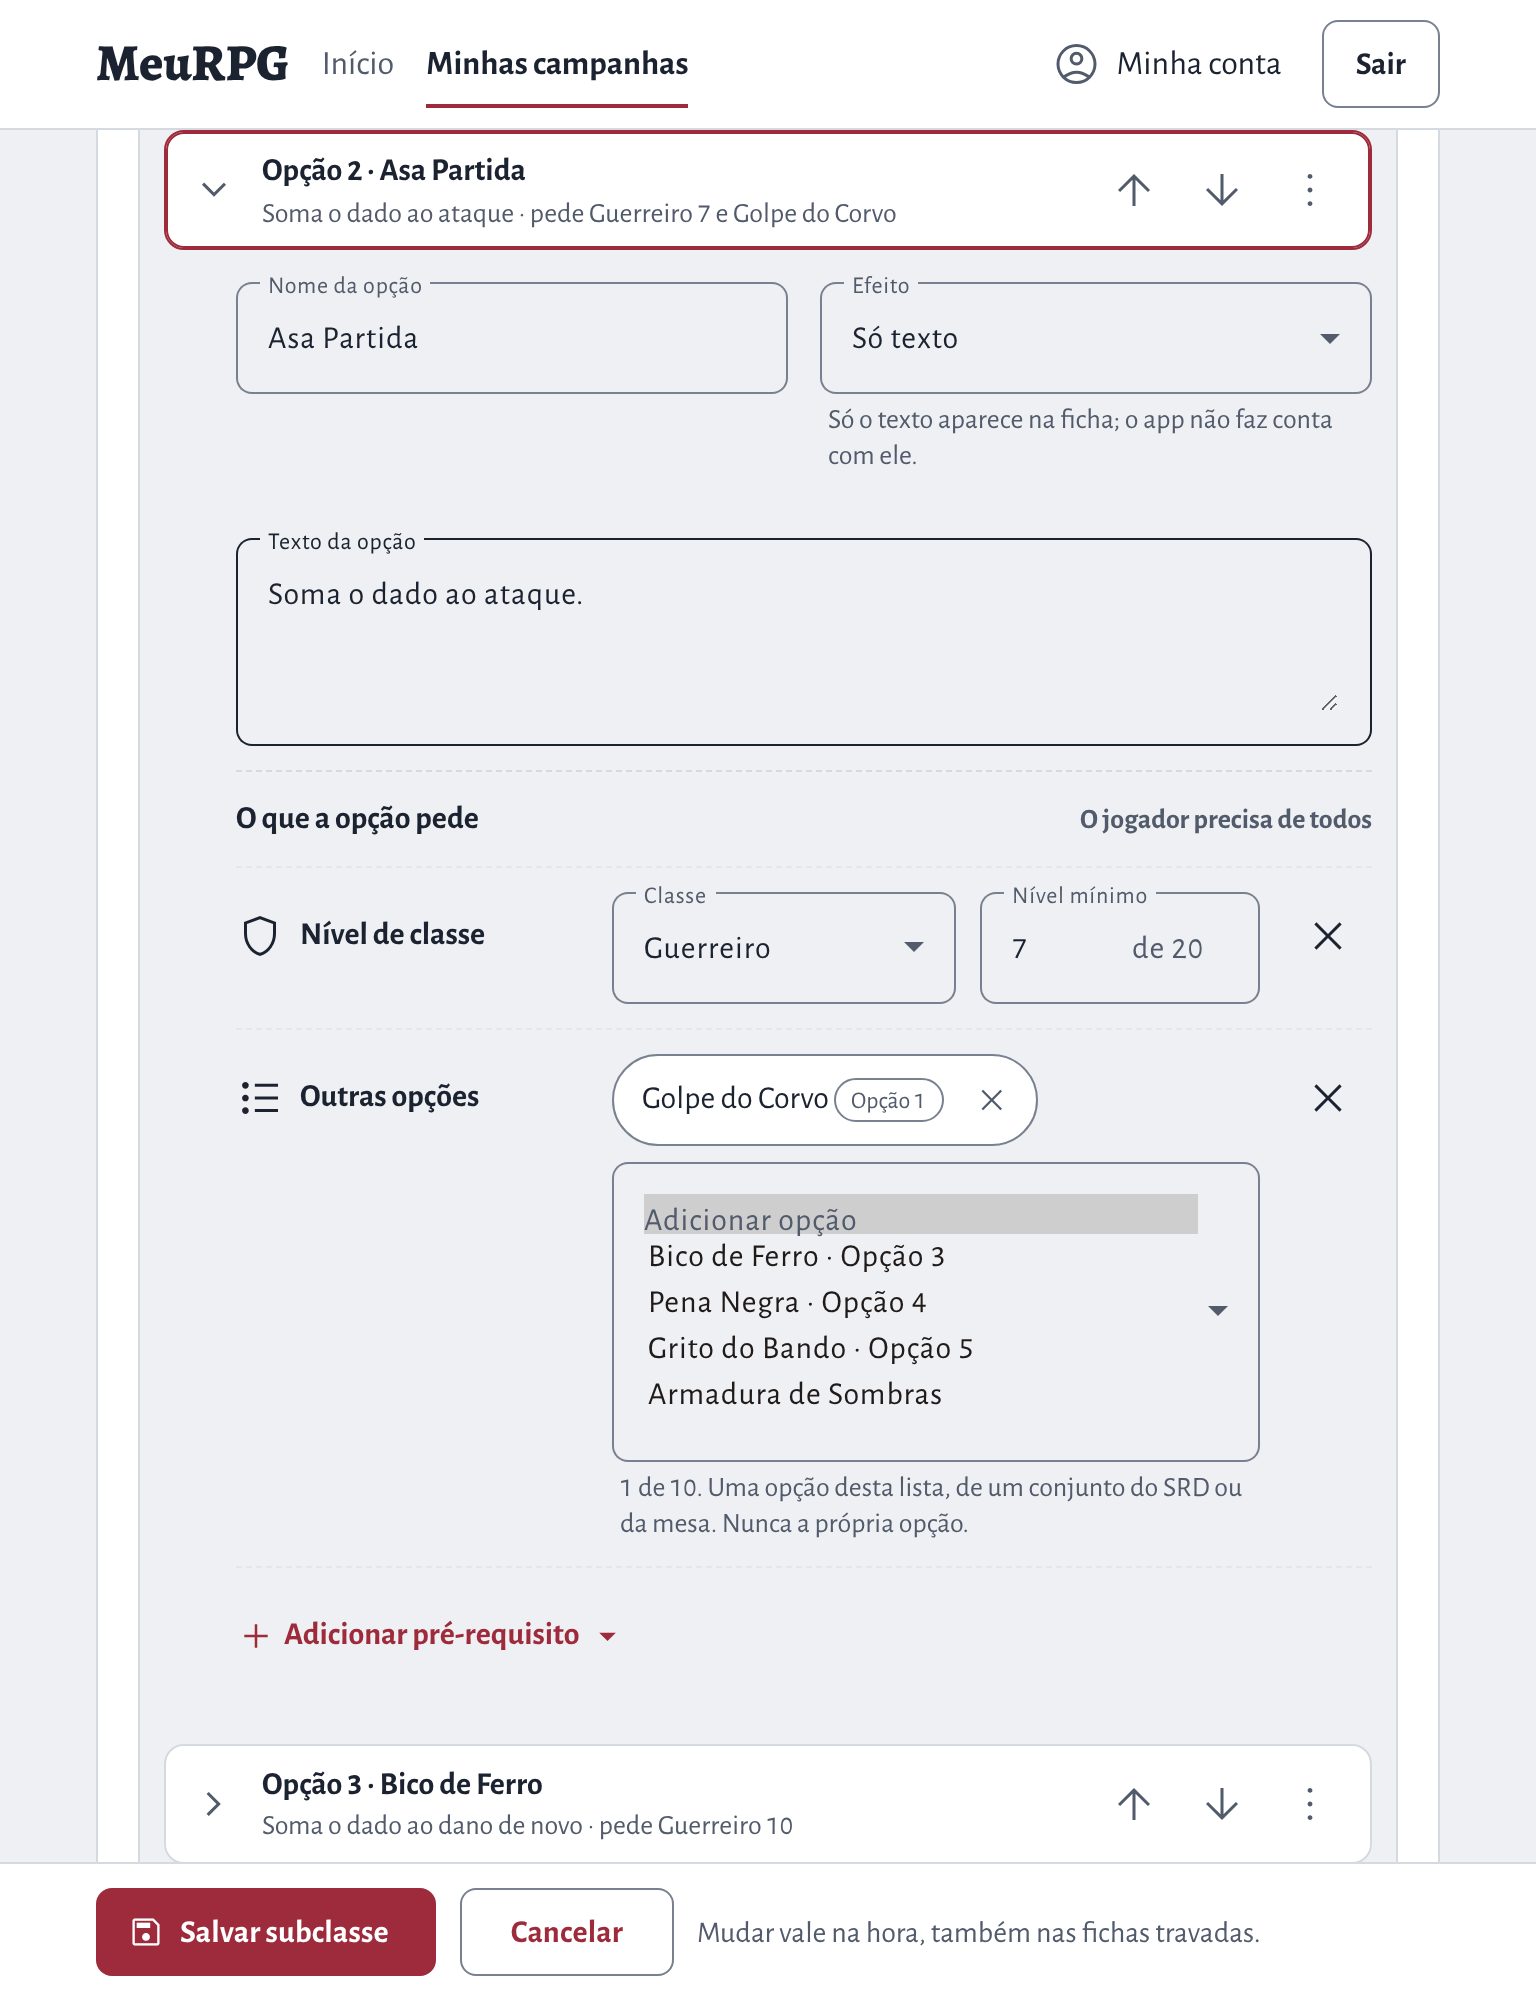 MeuRPG Início Minhas campanhas Minha conta Sair
Opção 2 · Asa Partida
Soma o dado ao ataque · pede Guerreiro 7 e Golpe do Corvo
Nome da opção
Asa Partida
Efeito
Só texto
Só o texto aparece na ficha; o app não faz conta
com ele.
Texto da opção
Soma o dado ao ataque.
O que a opção pede
O jogador precisa de todos
Nível de classe
Classe
Guerreiro
Nível mínimo
7 de 20
Outras opções
Golpe do Corvo Opção 1
Adicionar opção
Bico de Ferro · Opção 3
Pena Negra · Opção 4
Grito do Bando · Opção 5
Armadura de Sombras
1 de 10. Uma opção desta lista, de um conjunto do SRD ou
da mesa. Nunca a própria opção.
Adicionar pré-requisito
Opção 3 · Bico de Ferro
Soma o dado ao dano de novo · pede Guerreiro 10
Salvar subclasse Cancelar Mudar vale na hora, também nas fichas travadas.